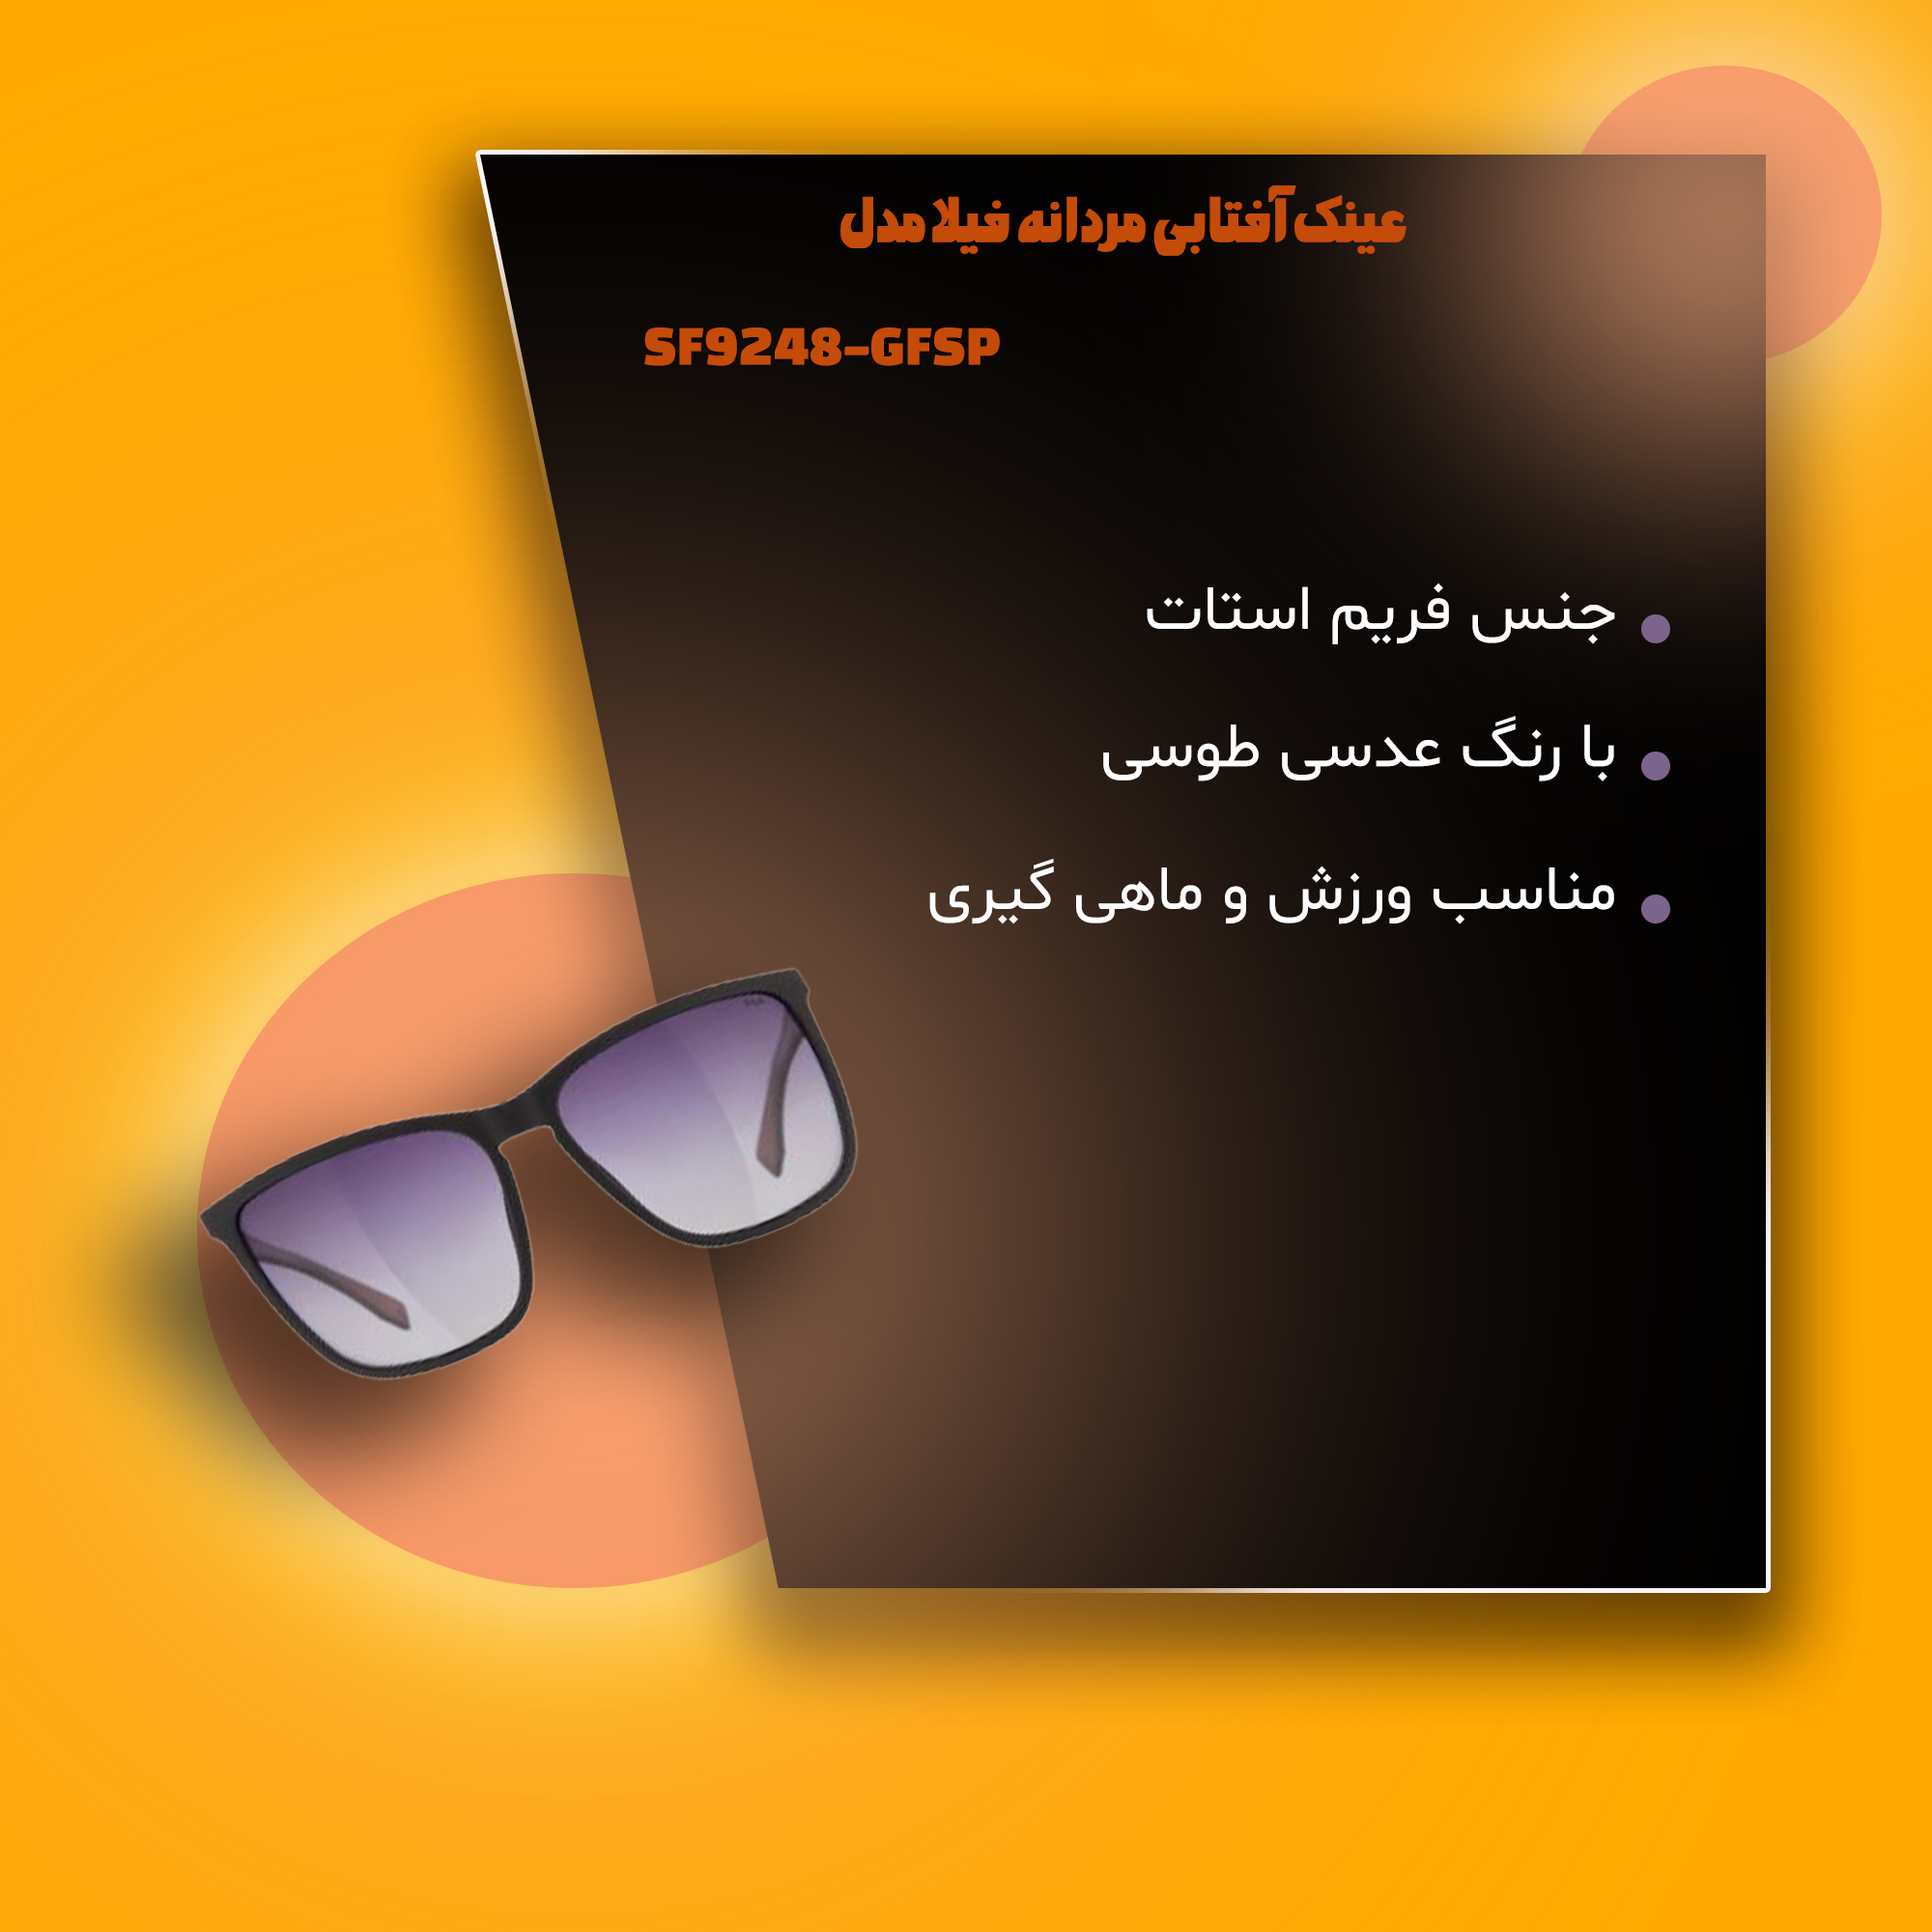 عینک آفتابی مردانه فیلا مدل
SF9248-GFSP
جنس فریم استات
با رنگ عدسی طوسی
مناسب ورزش و ماهی گیری